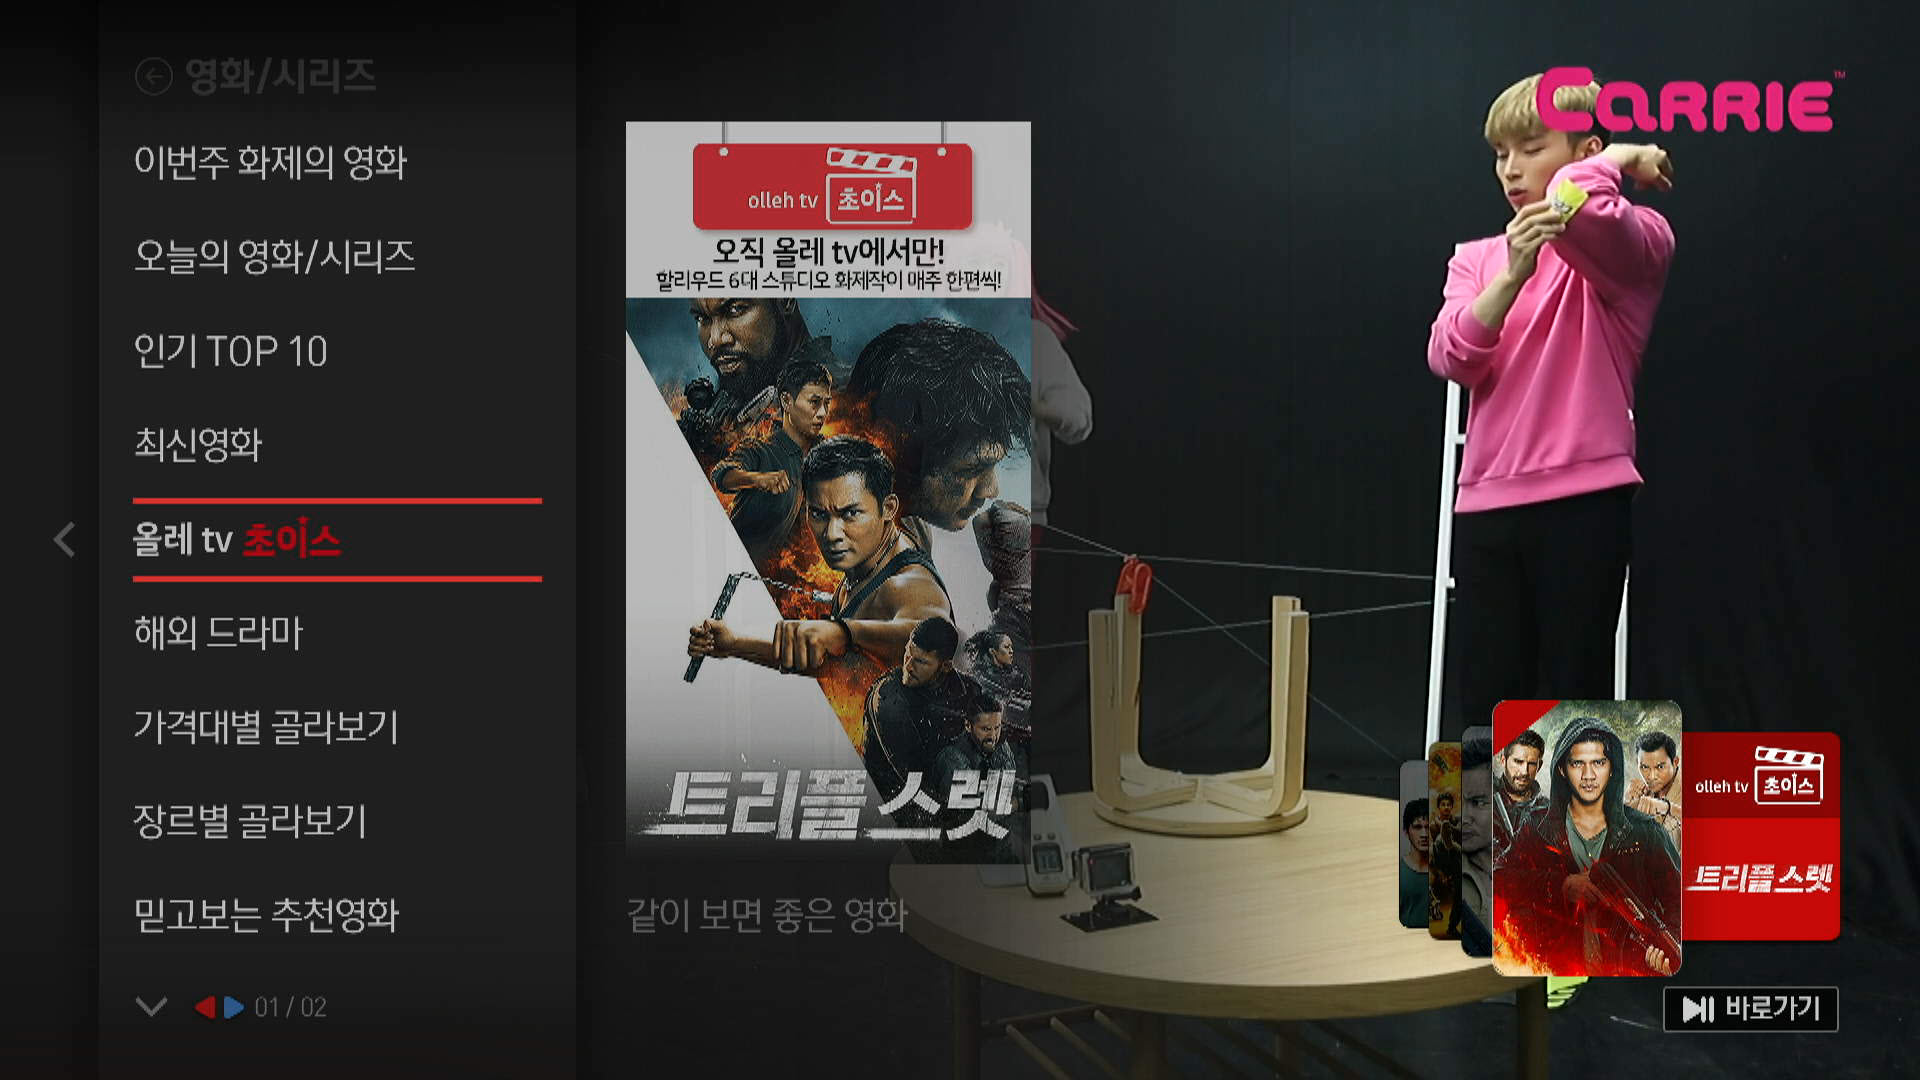 영화/시리즈
이번주 화제의 영화
오늘의 영화/시리즈
인기 TOP 10
최신영화
올레 tv 초이스
해외 드라마
가격대별 골라보기
장르별 골라보기
믿고보는 추천영화
01 / 02
olleh tv 초이스
오직 올레 tv에서만!
할리우드 6대 스튜디오 화제작이 매주 한편씩!
트리플 스렛
같이 보면 좋은 영화
CARRIE™
olleh tv 초이스
트리플 스렛
바로가기